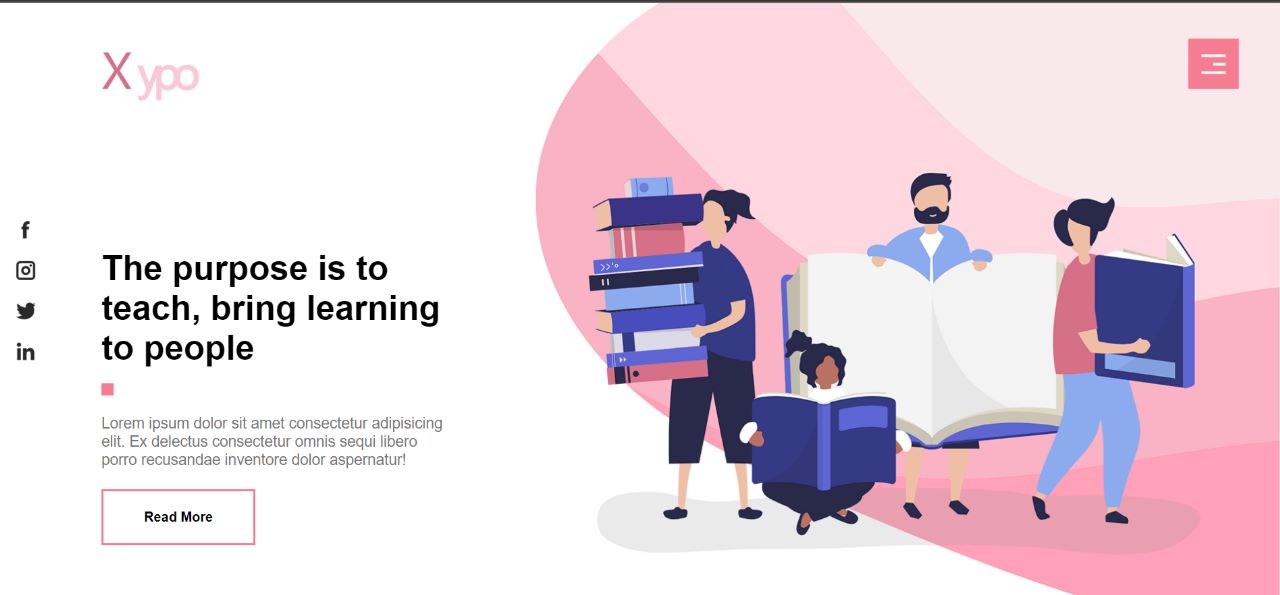 X ypo
The purpose is to
teach, bring learning
to people
Lorem ipsum dolor sit amet consectetur adipisicing
elit. Ex delectus consectetur omnis sequi libero
porro recusandae inventore dolor aspernatur!
Read More